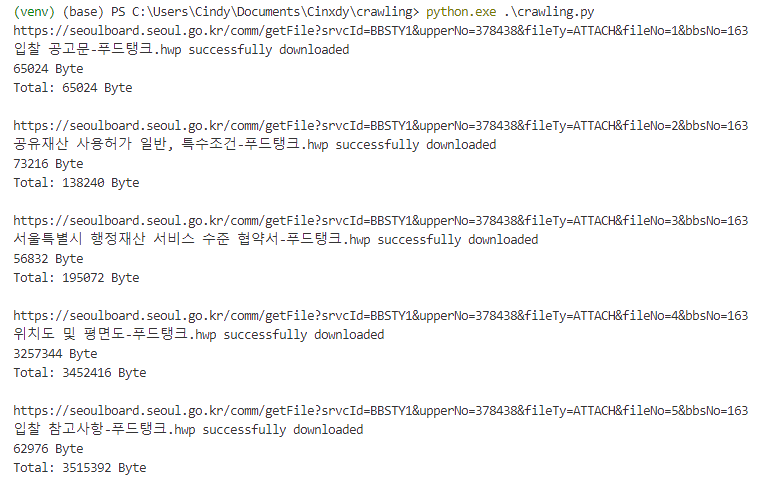 (venv) (base) PS C:\Users\Cindy\Documents\Cinxdy\crawling> python.exe .\crawling.py
https://seoulboard.seoul.go.kr/comm/getFile?srvcId=BBSTY1&upperNo=378438&fileTy=ATTACH&fileNo=1&bbsNo=163
입찰 공고문-푸드탱크.hwp successfully downloaded
65024 Byte
Total: 65024 Byte
https://seoulboard.seoul.go.kr/comm/getFile?srvcId=BBSTY1&upperNo=378438&fileTy=ATTACH&fileNo=2&bbsNo=163
공유재산 사용허가 일반, 특수조건-푸드탱크.hwp successfully downloaded
73216 Byte
Total: 138240 Byte
https://seoulboard.seoul.go.kr/comm/getFile?srvcId=BBSTY1&upperNo=378438&fileTy=ATTACH&fileNo=3&bbsNo=163
서울특별시 행정재산 서비스 수준 협약서-푸드탱크.hwp successfully downloaded
56832 Byte
Total: 195072 Byte
https://seoulboard.seoul.go.kr/comm/getFile?srvcId=BBSTY1&upperNo=378438&fileTy=ATTACH&fileNo=4&bbsNo=163
위치도 및 평면도-푸드탱크.hwp successfully downloaded
3257344 Byte
Total: 3452416 Byte
https://seoulboard.seoul.go.kr/comm/getFile?srvcId=BBSTY1&upperNo=378438&fileTy=ATTACH&fileNo=5&bbsNo=163
입찰 참고사항-푸드탱크.hwp successfully downloaded
62976 Byte
Total: 3515392 Byte